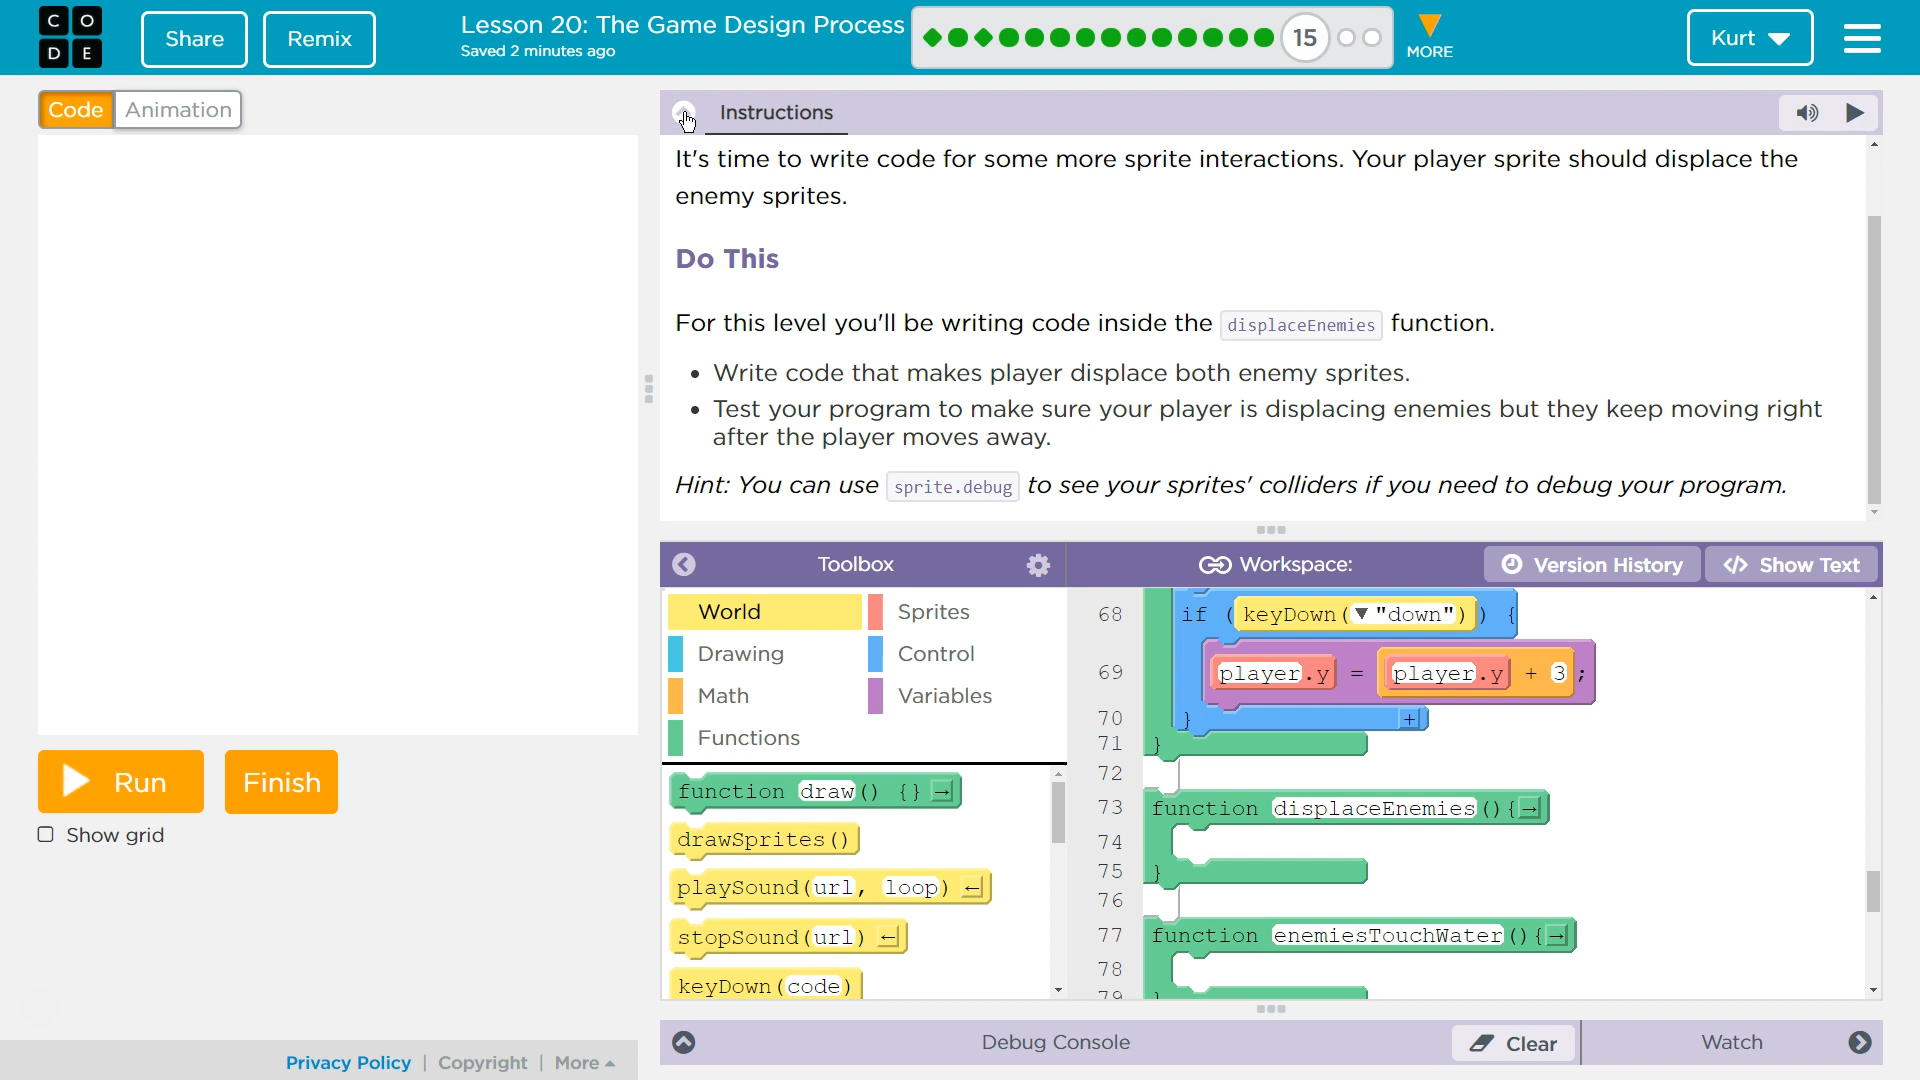 C O
D E
Share
Remix
Lesson 20: The Game Design Process
Saved 2 minutes ago
15
MORE
Kurt
Code
Animation
Instructions
It's time to write code for some more sprite interactions. Your player sprite should displace the
enemy sprites.
Do This
For this level you'll be writing code inside the displaceEnemies function.
Write code that makes player displace both enemy sprites.
Test your program to make sure your player is displacing enemies but they keep moving right
after the player moves away.
Hint: You can use sprite.debug to see your sprites' colliders if you need to debug your program.
Toolbox
Workspace:
Version History
</> Show Text
World
Sprites
Drawing
Control
Math
Variables
Functions
function draw() {}
drawSprites()
playSound(url, loop)
stopSound(url)
keyDown(code)
68 if (keyDown("down")) {
69 player.y = player.y + 3;
70 } +
71 }
72
73 function displaceEnemies(){
74
75 }
76
77 function enemiesTouchWater(){
78
79 }
Run
Finish
Show grid
Debug Console
Clear
Watch
Privacy Policy | Copyright | More